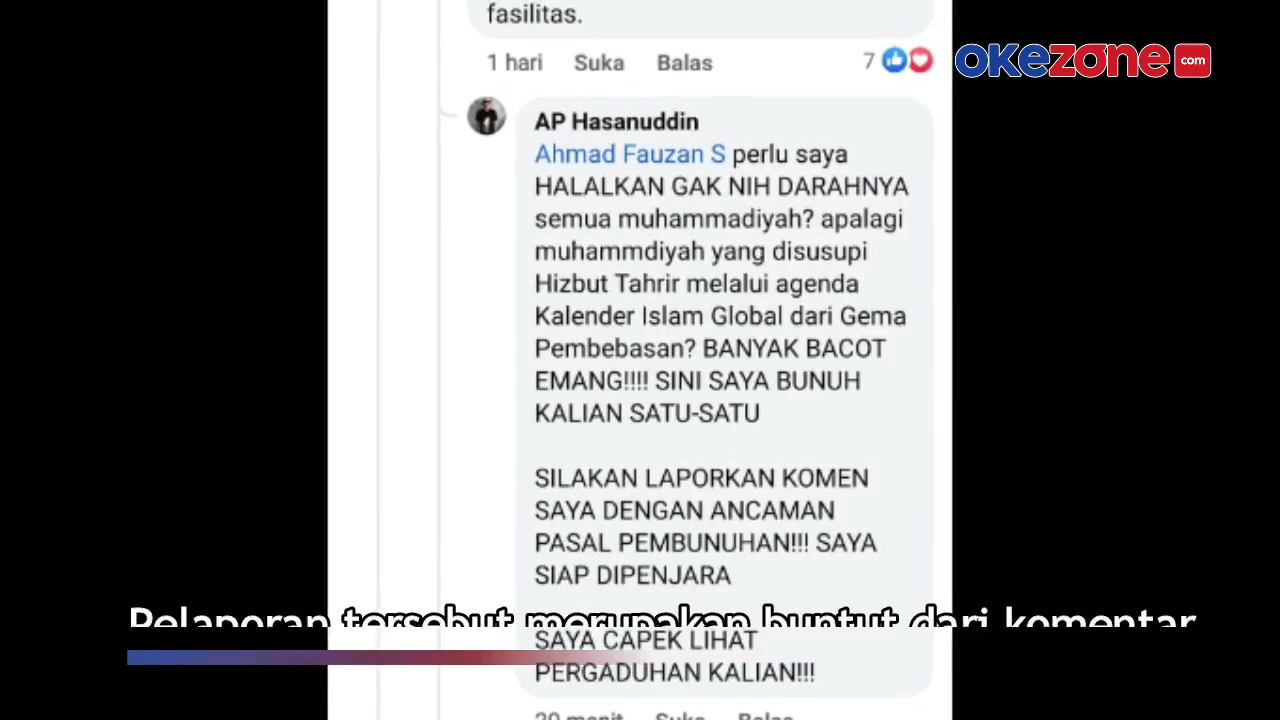 fasilitas.
1 hari Suka Balas 7
okezone.com
AP Hasanuddin
Ahmad Fauzan S perlu saya
HALALKAN GAK NIH DARAHNYA
semua muhammadiyah? apalagi
muhammdiyah yang disusupi
Hizbut Tahrir melalui agenda
Kalender Islam Global dari Gema
Pembebasan? BANYAK BACOT
EMANG!!!! SINI SAYA BUNUH
KALIAN SATU-SATU
SILAKAN LAPORKAN KOMEN
SAYA DENGAN ANCAMAN
PASAL PEMBUNUHAN!!! SAYA
SIAP DIPENJARA
Pelaporan tersebut merupakan buntut dari komentar
SAYA CAPEK LIHAT
PERGADUHAN KALIAN!!!
menit Suka Balas